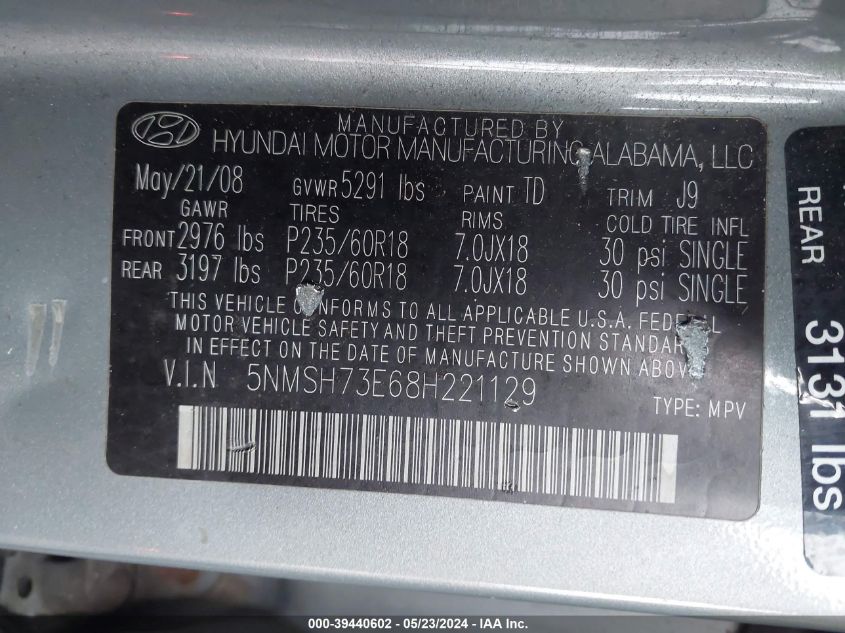 MANUFACTURED BY
HYUNDAI MOTOR MANUFACTURING ALABAMA, LLC
May/21/08 GVWR 5291 lbs PAINT TD TRIM J9
GAWR TIRES RIMS COLD TIRE INFL
FRONT 2976 lbs P235/60R18 7.0JX18 30 psi SINGLE
REAR 3197 lbs P235/60R18 7.0JX18 30 psi SINGLE
THIS VEHICLE CONFORMS TO ALL APPLICABLE U.S.A. FEDERAL
MOTOR VEHICLE SAFETY AND THEFT PREVENTION STANDARDS
IN EFFECT ON THE DATE OF MANUFACTURE SHOWN ABOVE
V.I.N 5NMSH73E68H221129
TYPE: MPV
REAR 3131 lbs
000-39440602 - 05/23/2024 - IAA Inc.